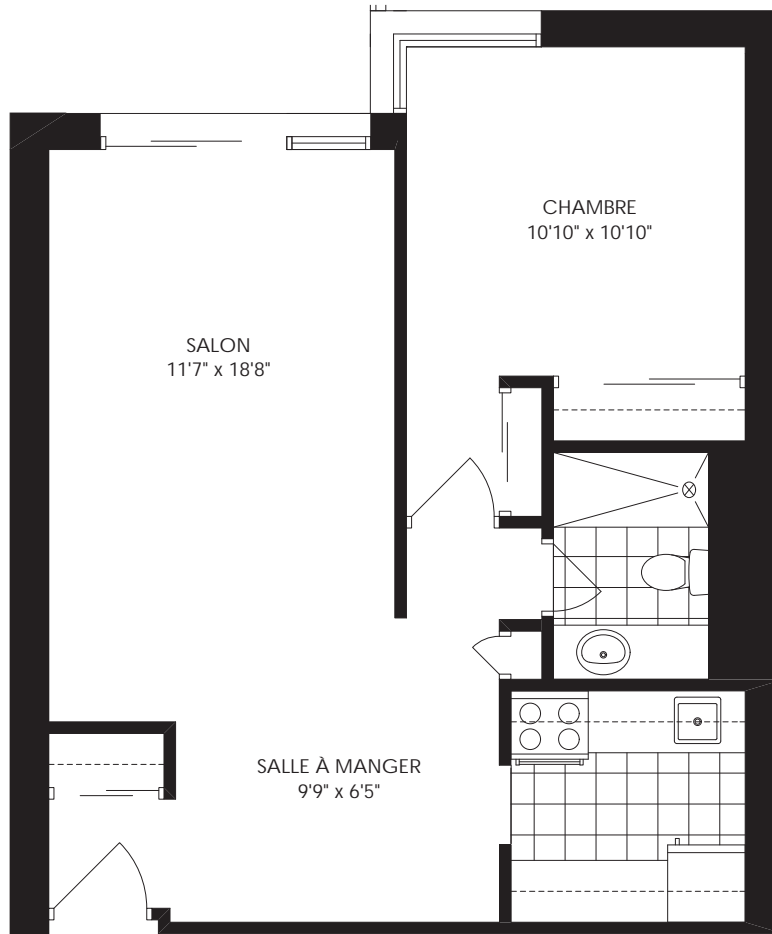 CHAMBRE
10'10" x 10'10"
SALON
11'7" x 18'8"
SALLE À MANGER
9'9" x 6'5"